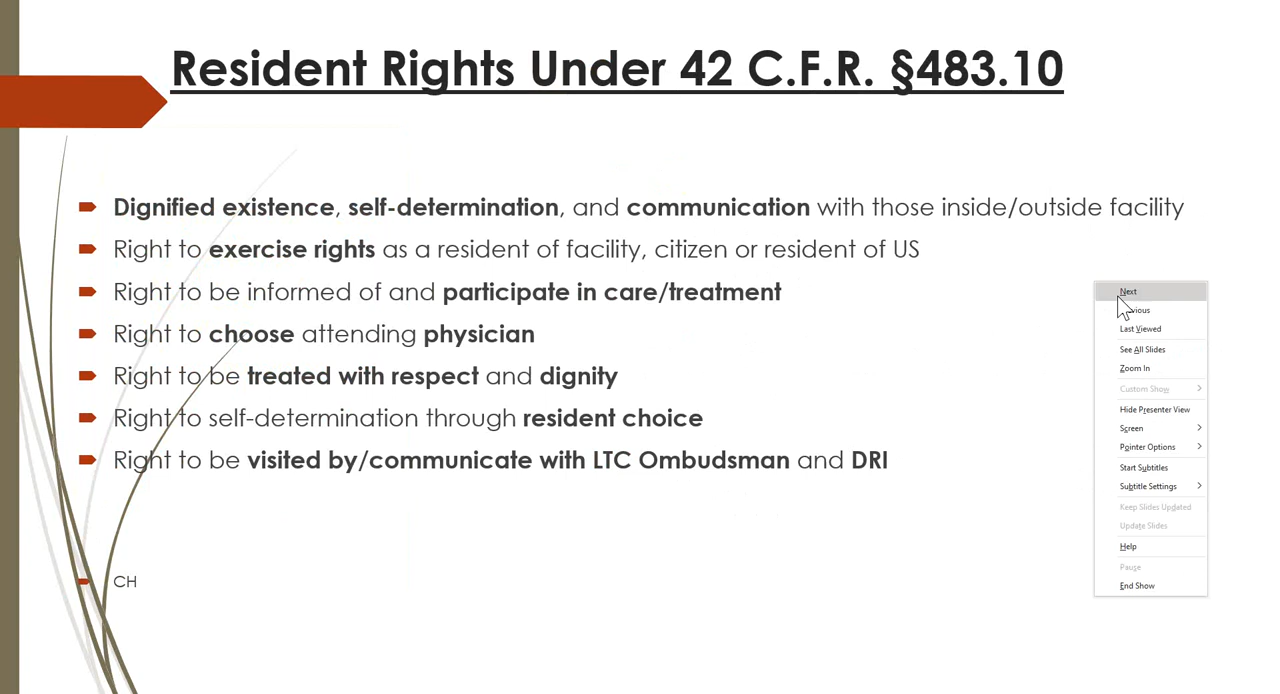 Resident Rights Under 42 C.F.R. §483.10
Dignified existence, self-determination, and communication with those inside/outside facility
Right to exercise rights as a resident of facility, citizen or resident of US
Right to be informed of and participate in care/treatment
Right to choose attending physician
Right to be treated with respect and dignity
Right to self-determination through resident choice
Right to be visited by/communicate with LTC Ombudsman and DRI
CH
Next
Last Viewed
See All Slides
Zoom In
Custom Show
Hide Presenter View
Screen
Pointer Options
Start Subtitles
Subtitle Settings
Keep Slides Updated
Update Slides
Help
Pause
End Show